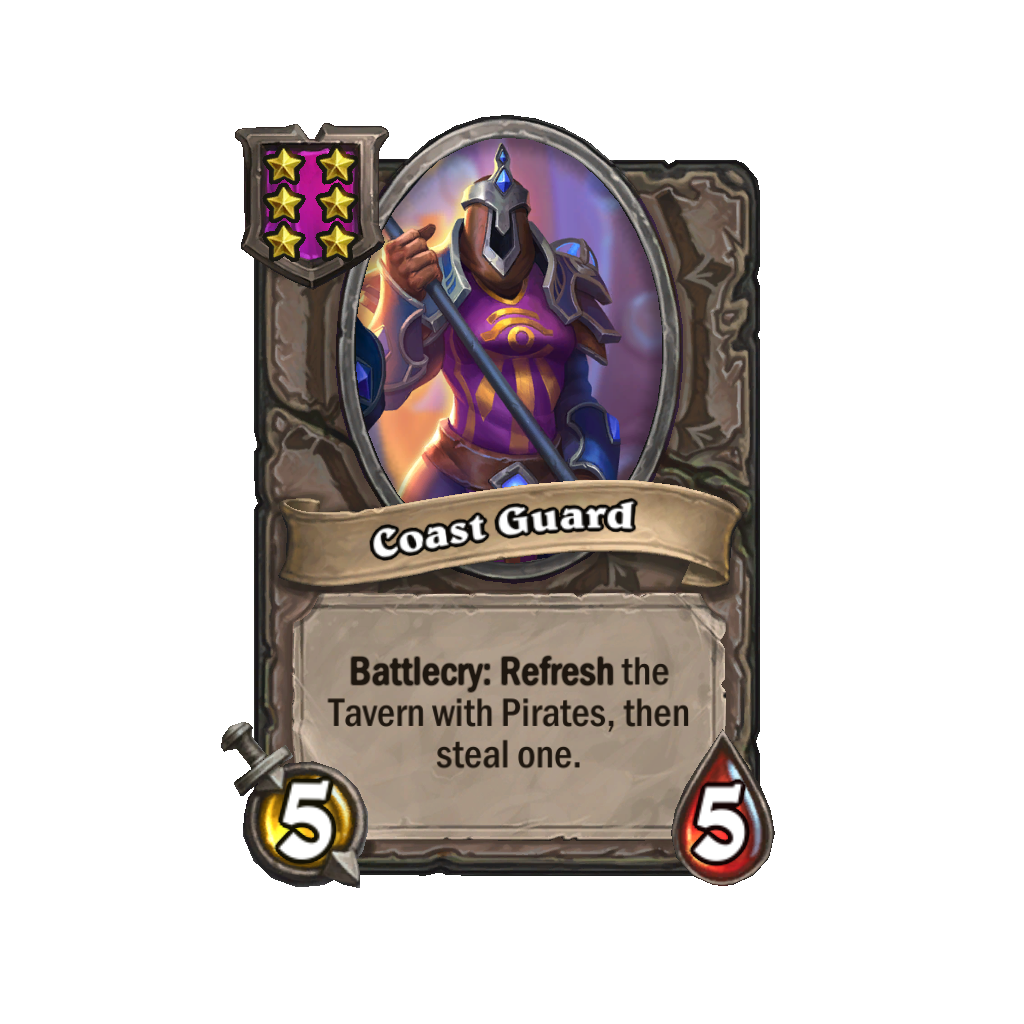 Coast Guard
Battlecry: Refresh the
Tavern with Pirates, then
steal one.
5
5